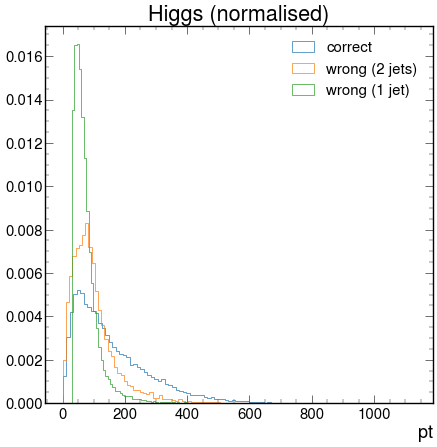 Higgs (normalised)
correct
wrong (2 jets)
wrong (1 jet)
0.016
0.014
0.012
0.010
0.008
0.006
0.004
0.002
0.000
0 200 400 600 800 1000
pt